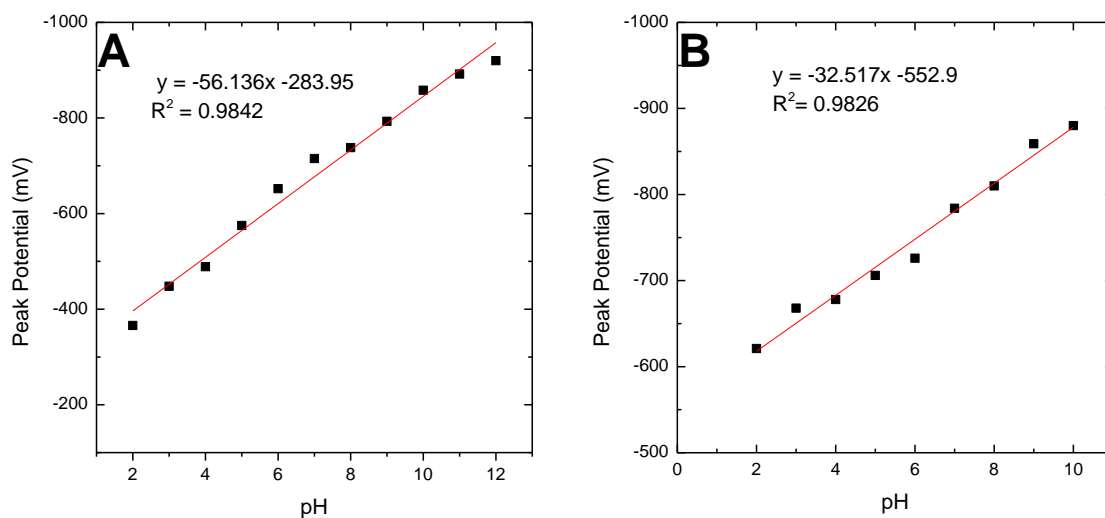 A
y = -56.136x -283.95
R² = 0.9842
-1000
-800
-600
-400
-200
Peak Potential (mV)
2 4 6 8 10 12
pH
B
y = -32.517x -552.9
R²= 0.9826
-1000
-900
-800
-700
-600
-500
Peak Potential (mV)
0 2 4 6 8 10
pH